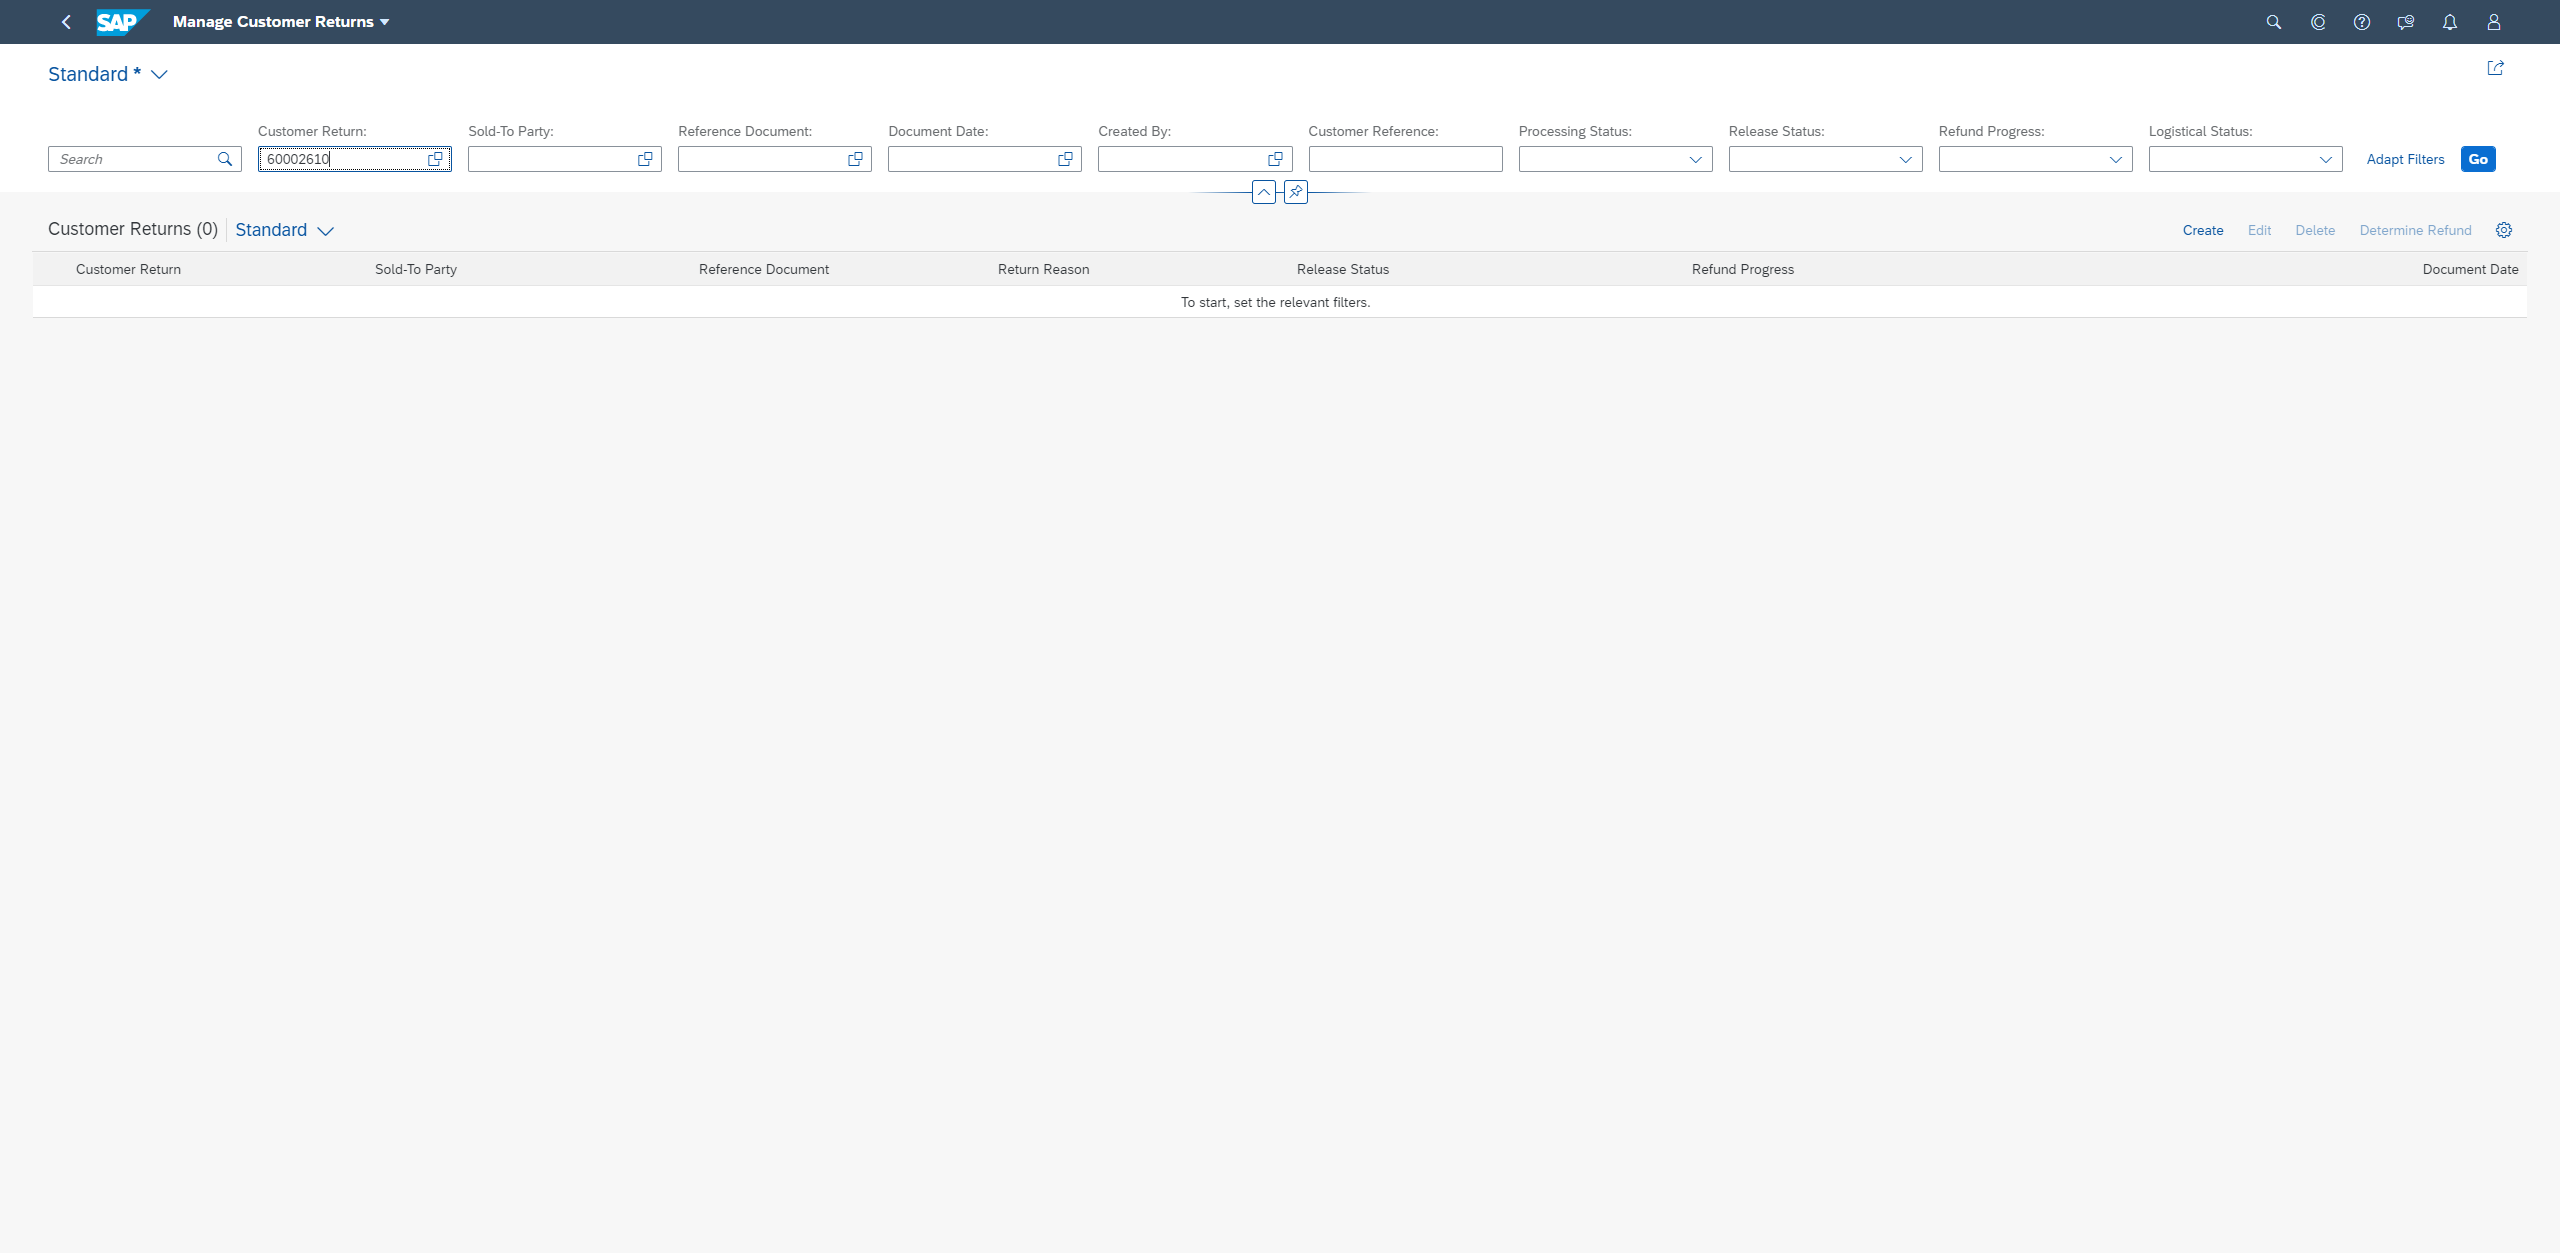 SAP Manage Customer Returns
Standard *
Customer Return: Sold-To Party: Reference Document: Document Date: Created By: Customer Reference: Processing Status: Release Status: Refund Progress: Logistical Status:
Search 60002610 Adapt Filters Go
Customer Returns (0) Standard Create Edit Delete Determine Refund
Customer Return Sold-To Party Reference Document Return Reason Release Status Refund Progress Document Date
To start, set the relevant filters.